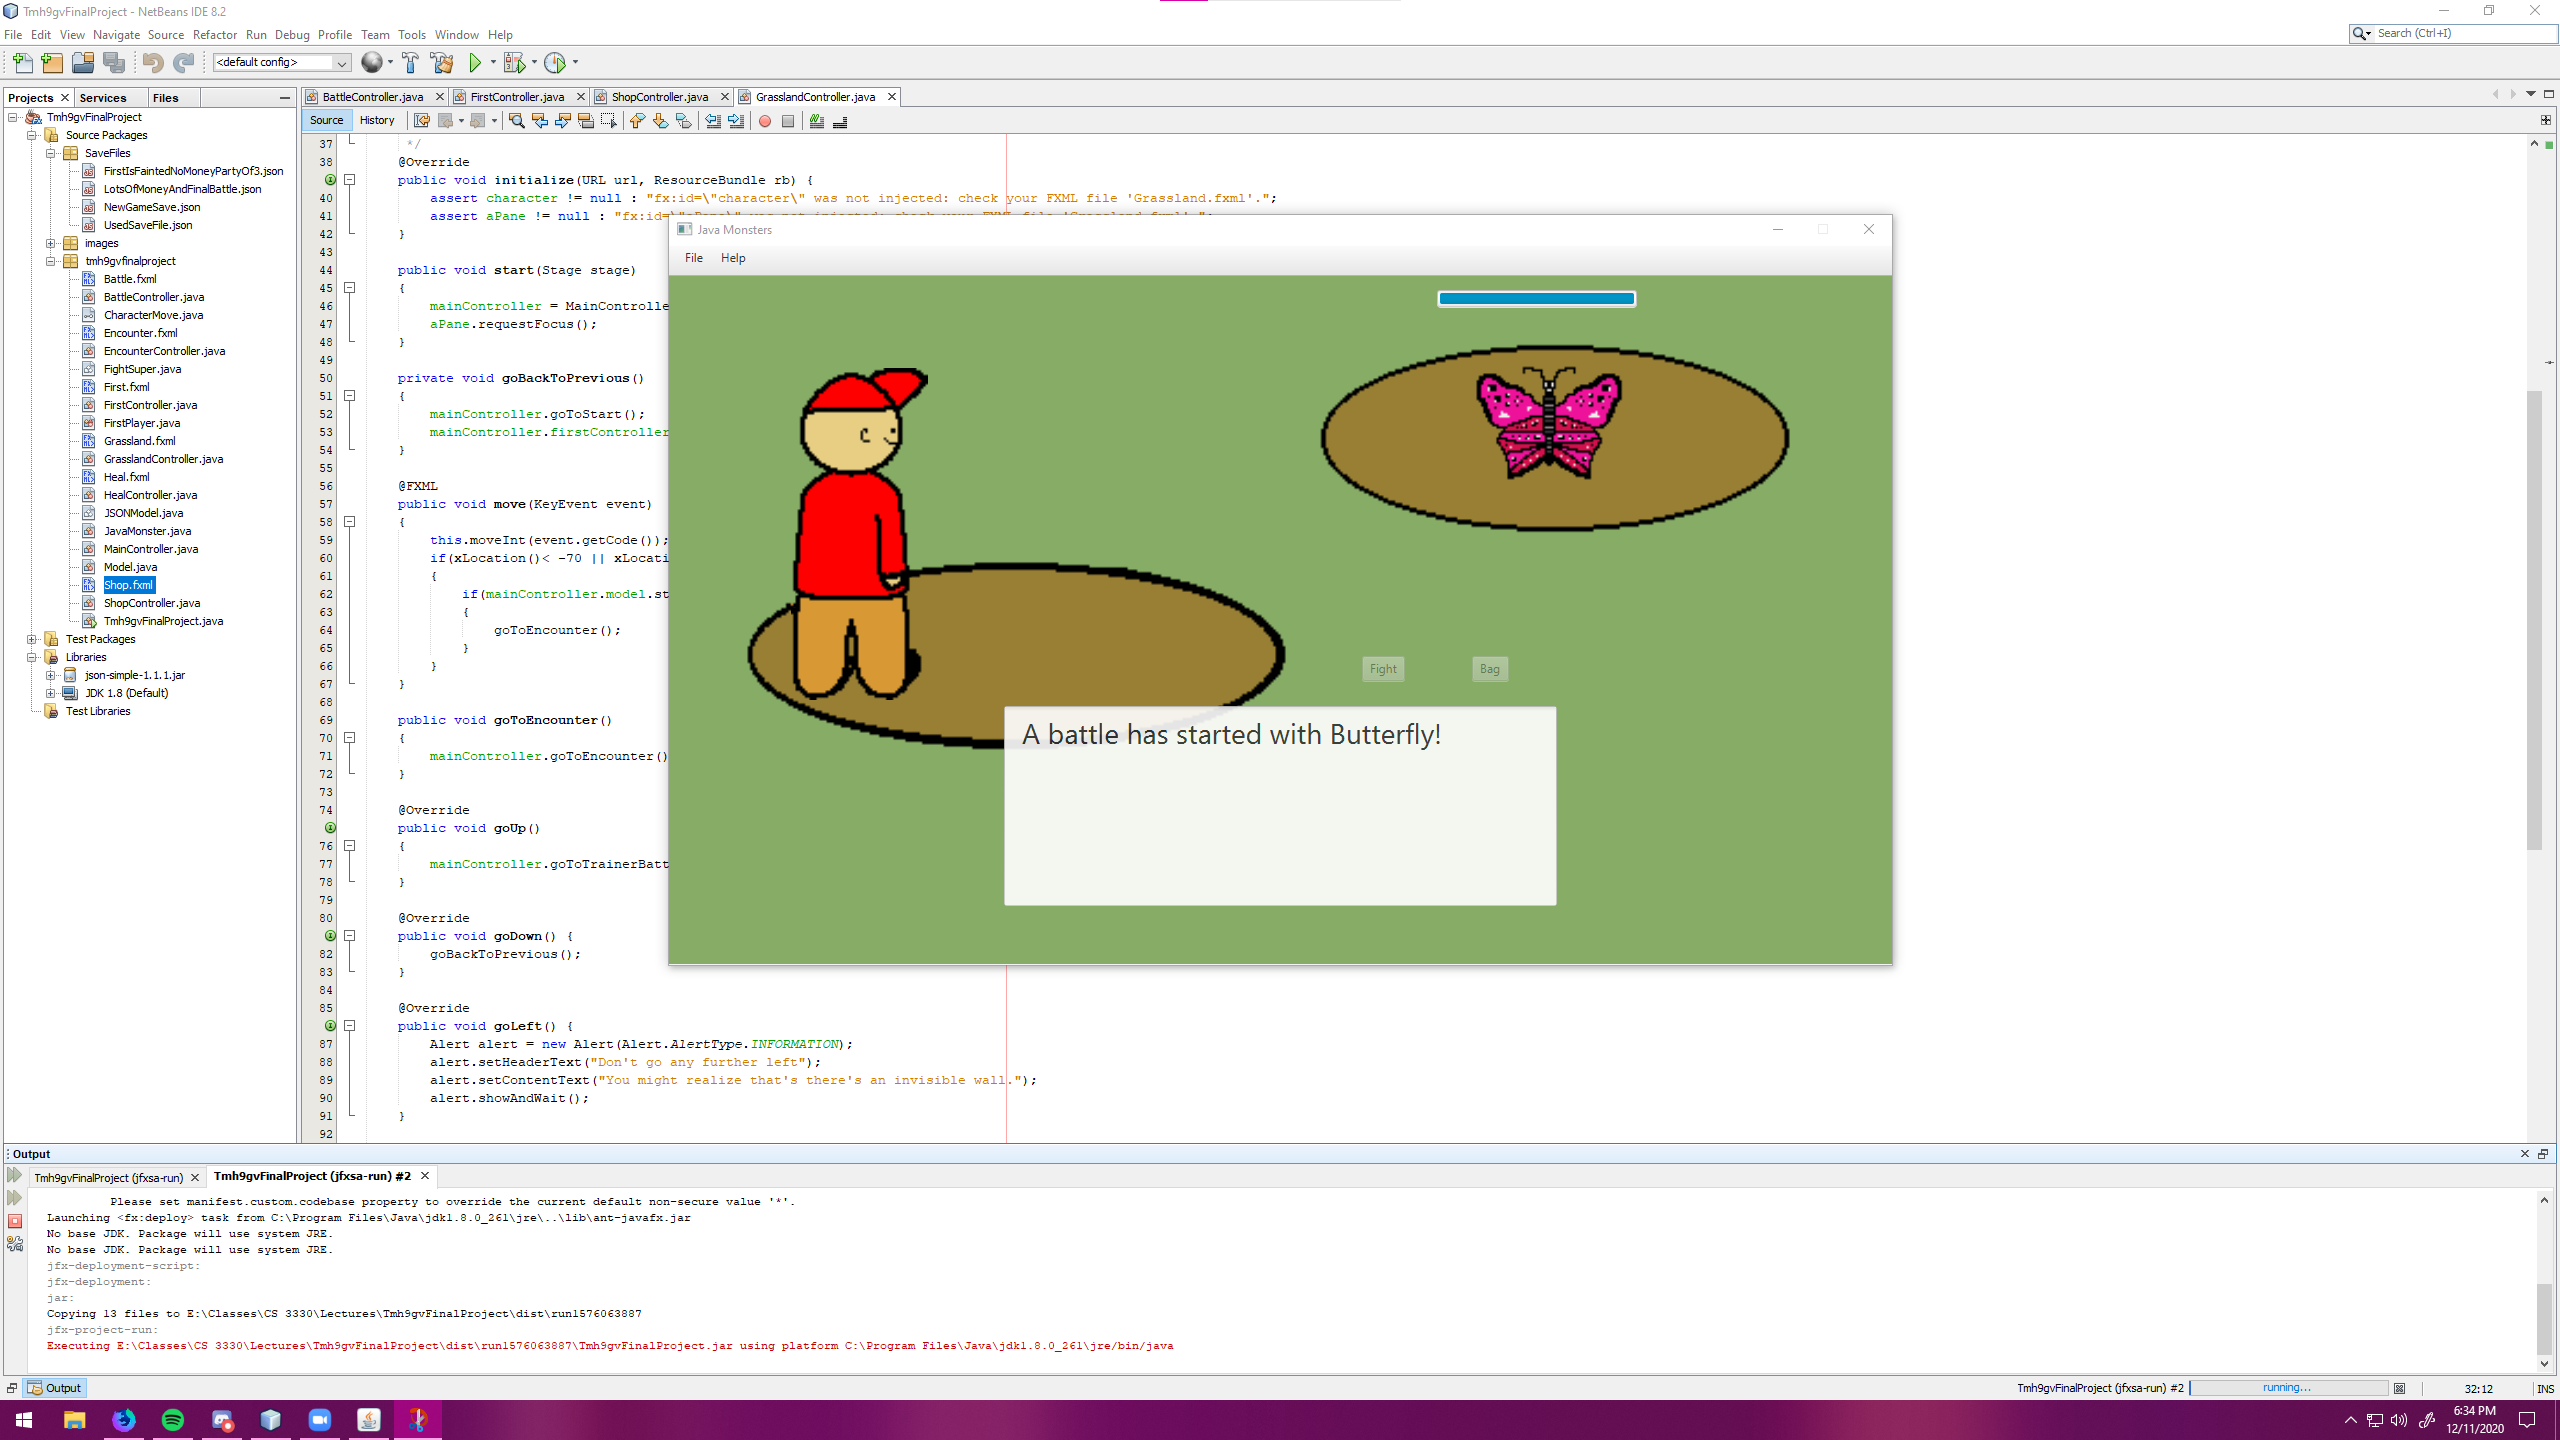 Tmh9gvFinalProject - NetBeans IDE 8.2
File Edit View Navigate Source Refactor Run Debug Profile Team Tools Window Help
Search (Ctrl+I)
<default config>
Projects Services Files
BattleController.java FirstController.java ShopController.java GrasslandController.java
Source History
Tmh9gvFinalProject
Source Packages
SaveFiles
FirstIsFaintedNoMoneyPartyOf3.json
LotsOfMoneyAndFinalBattle.json
NewGameSave.json
UsedSaveFile.json
images
tmh9gvfinalproject
Battle.fxml
BattleController.java
CharacterMove.java
Encounter.fxml
EncounterController.java
FightSuper.java
First.fxml
FirstController.java
FirstPlayer.java
Grassland.fxml
GrasslandController.java
Heal.fxml
HealController.java
JSONModel.java
JavaMonster.java
MainController.java
Model.java
Shop.fxml
ShopController.java
Tmh9gvFinalProject.java
Test Packages
Libraries
json-simple-1.1.1.jar
JDK 1.8 (Default)
Test Libraries
37 */
38 @Override
public void initialize(URL url, ResourceBundle rb) {
40 assert character != null : "fx:id=\"character\" was not injected: check your FXML file 'Grassland.fxml'.";
41 assert aPane != null : "fx:id=\"aPane\" was not injected: check your FXML file 'Grassland.fxml'.";
42 }
43
44 public void start(Stage stage)
45 {
46 mainController = MainControlle
47 aPane.requestFocus();
48 }
49
50 private void goBackToPrevious()
51 {
52 mainController.goToStart();
53 mainController.firstController
54 }
55
56 @FXML
57 public void move(KeyEvent event)
58 {
59 this.moveInt(event.getCode());
60 if(xLocation()< -70 || xLocati
61 {
62 if(mainController.model.st
63 {
64 goToEncounter();
65 }
66 }
67 }
68
69 public void goToEncounter()
70 {
71 mainController.goToEncounter()
72 }
73
74 @Override
public void goUp()
76 {
77 mainController.goToTrainerBatt
78 }
79
80 @Override
public void goDown() {
82 goBackToPrevious();
83 }
84
85 @Override
public void goLeft() {
87 Alert alert = new Alert(Alert.AlertType.INFORMATION);
88 alert.setHeaderText("Don't go any further left");
89 alert.setContentText("You might realize that's there's an invisible wall.");
90 alert.showAndWait();
91 }
92
Java Monsters
File Help
Fight Bag
A battle has started with Butterfly!
Output
Tmh9gvFinalProject (jfxsa-run) Tmh9gvFinalProject (jfxsa-run) #2
Please set manifest.custom.codebase property to override the current default non-secure value '*'.
Launching <fx:deploy> task from C:\Program Files\Java\jdk1.8.0_261\jre\..\lib\ant-javafx.jar
No base JDK. Package will use system JRE.
No base JDK. Package will use system JRE.
jfx-deployment-script:
jfx-deployment:
jar:
Copying 13 files to E:\Classes\CS 3330\Lectures\Tmh9gvFinalProject\dist\run1576063887
jfx-project-run:
Executing E:\Classes\CS 3330\Lectures\Tmh9gvFinalProject\dist\run1576063887\Tmh9gvFinalProject.jar using platform C:\Program Files\Java\jdk1.8.0_261\jre/bin/java
Output
Tmh9gvFinalProject (jfxsa-run) #2 running... 32:12 INS
6:34 PM
12/11/2020